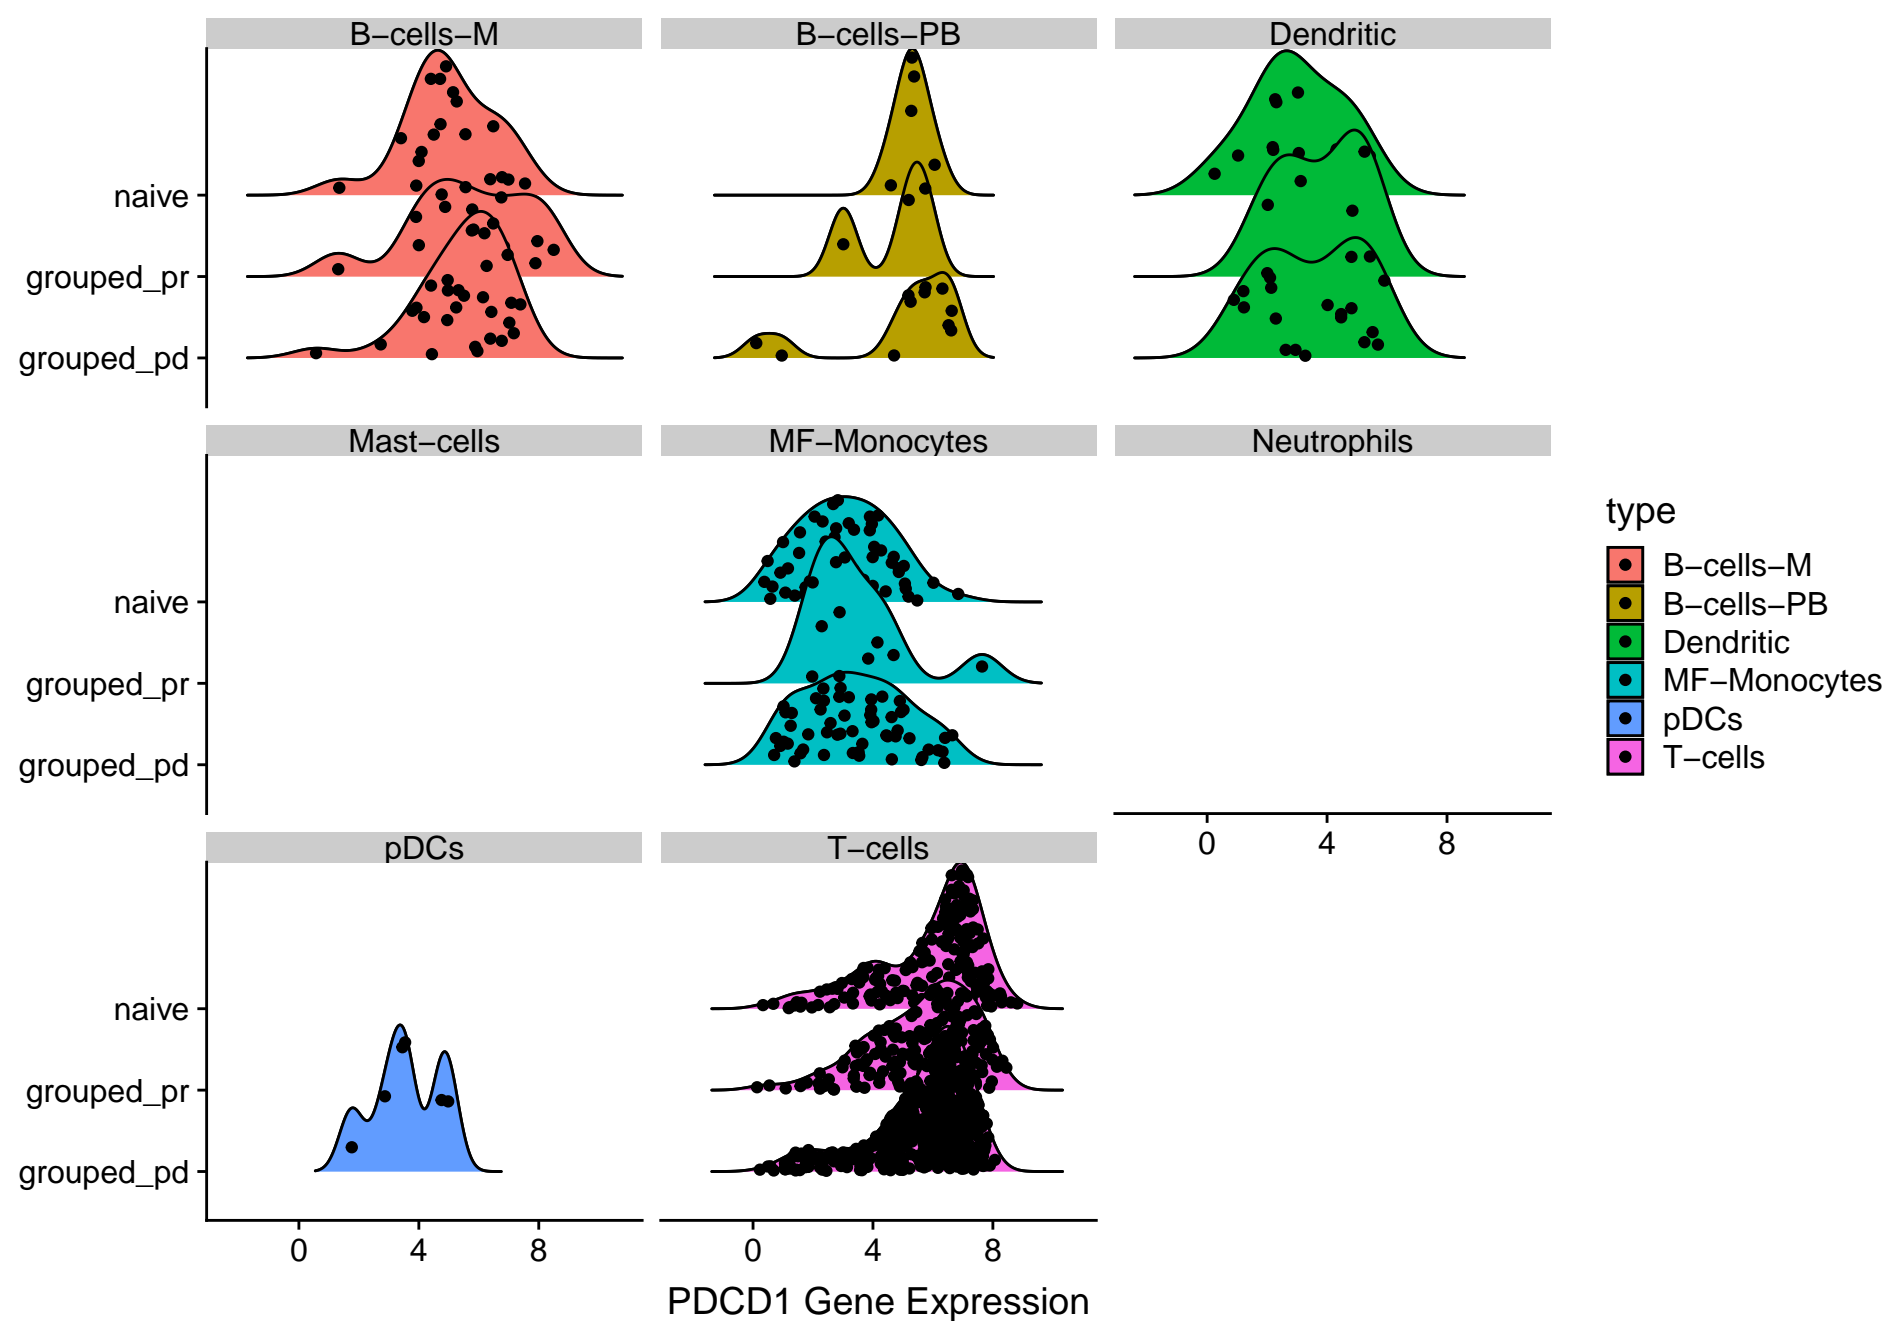 B−cells−M
B−cells−PB
Dendritic
naive
grouped_pr
grouped_pd
Mast−cells
MF−Monocytes
Neutrophils
naive
grouped_pr
grouped_pd
0 4 8
pDCs
T−cells
naive
grouped_pr
grouped_pd
0 4 8
0 4 8
PDCD1 Gene Expression
type
B−cells−M
B−cells−PB
Dendritic
MF−Monocytes
pDCs
T−cells